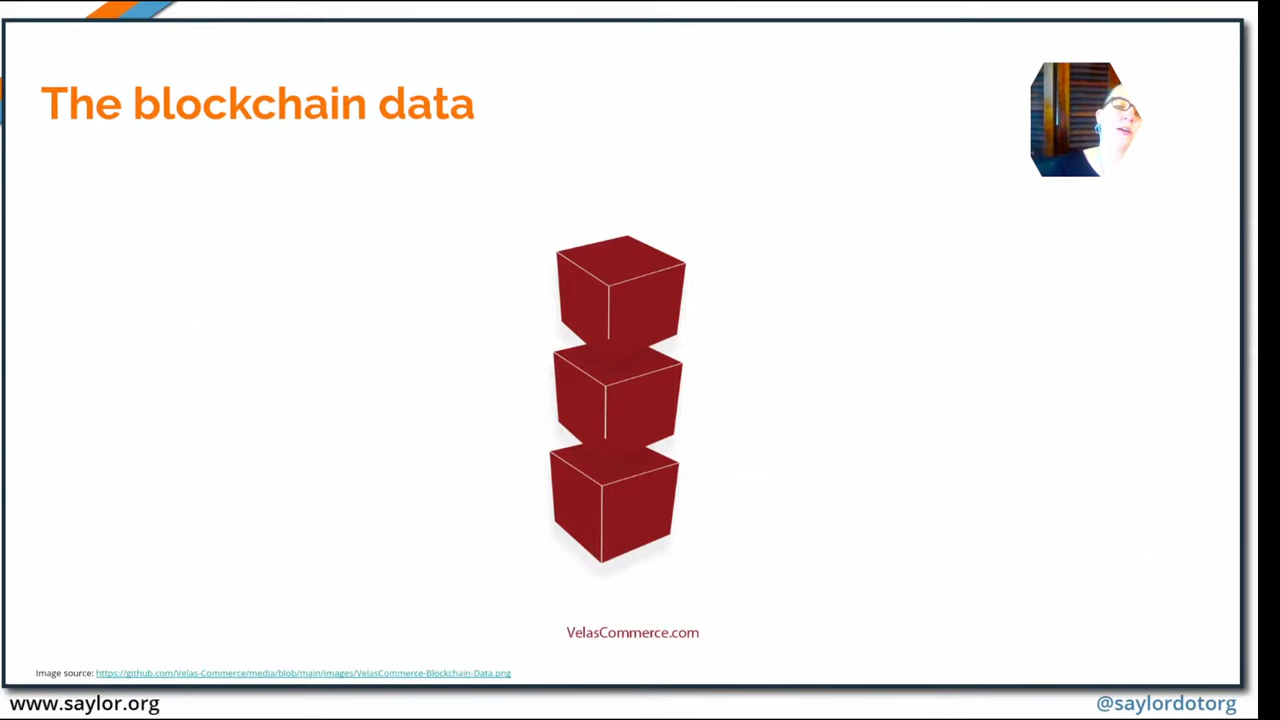 The blockchain data
VelasCommerce.com
Image source: https://github.com/Velas-Commerce/media/blob/main/images/VelasCommerce-Blockchain-Data.png
www.saylor.org
@saylordotorg